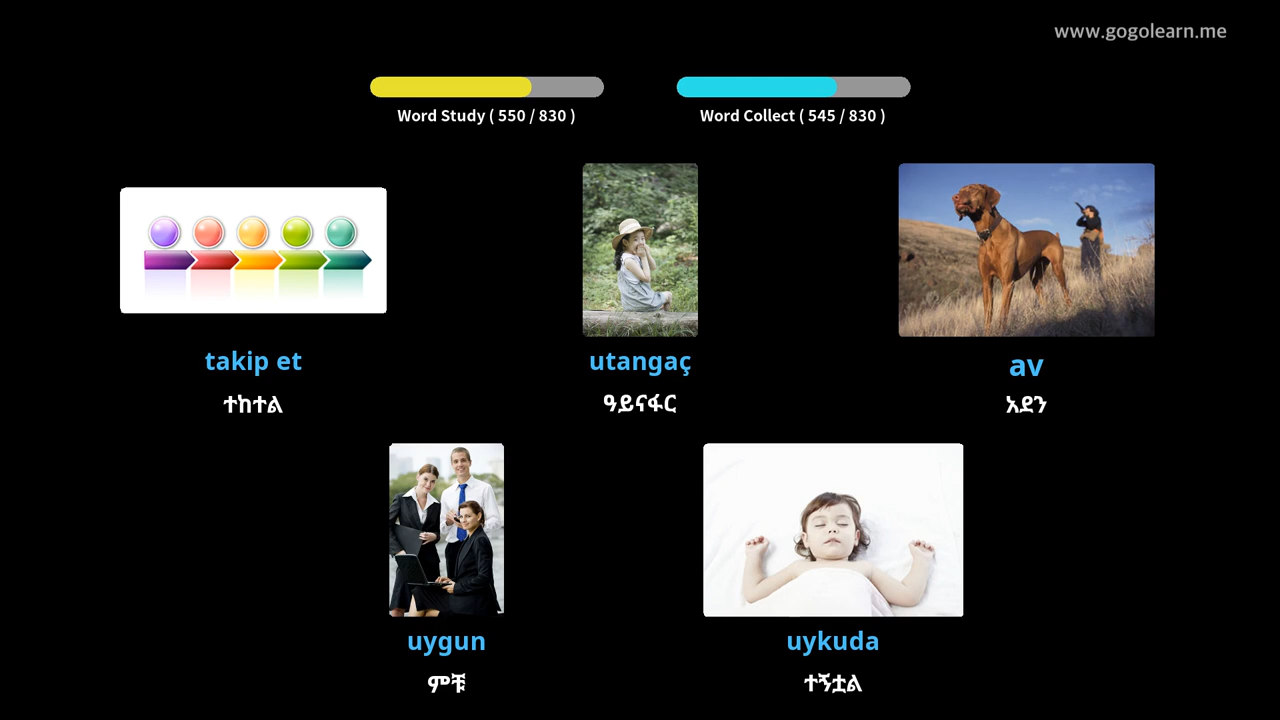 www.gogolearn.me
Word Study ( 550 / 830 )
Word Collect ( 545 / 830 )
takip et
ተከተል
utangaç
ዓይናፋር
av
አደን
uygun
ምቹ
uykuda
ተኝቷል